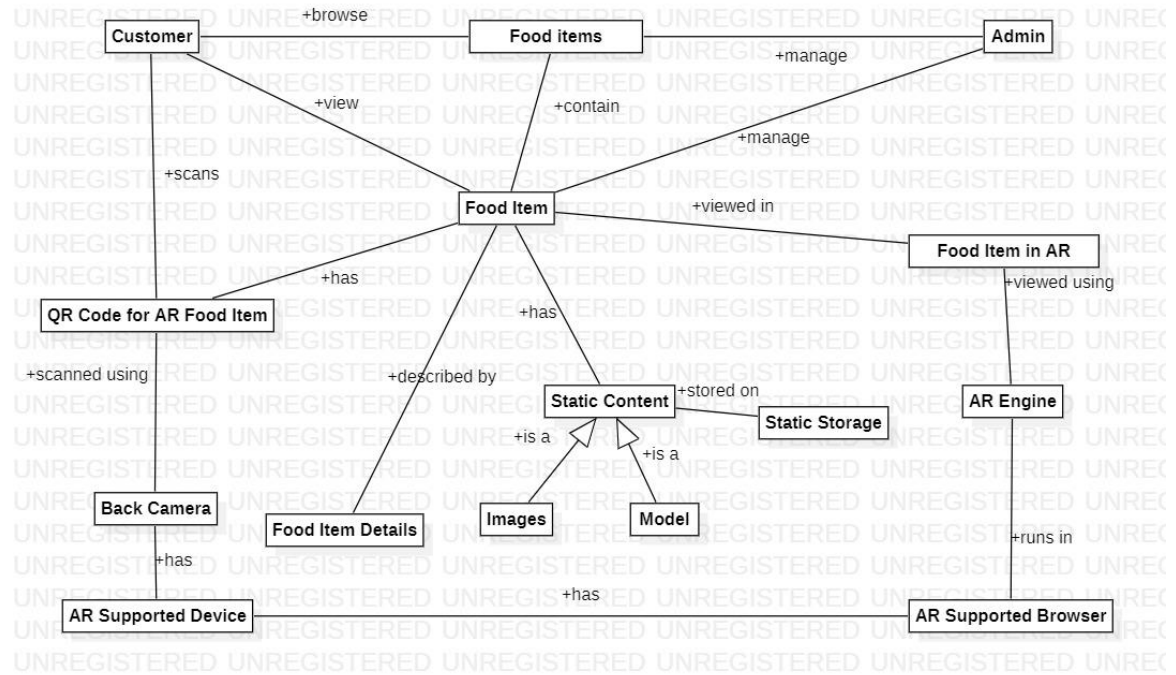 +browse
Customer
Food items
Admin
+manage
+view
+contain
+manage
+scans
Food Item
+viewed in
Food Item in AR
+has
+viewed using
QR Code for AR Food Item
+has
+scanned using
+described by
+stored on
Static Content
AR Engine
Static Storage
+is a
+is a
Back Camera
Images
Model
Food Item Details
+runs in
+has
+has
AR Supported Device
AR Supported Browser
UNREGISTERED